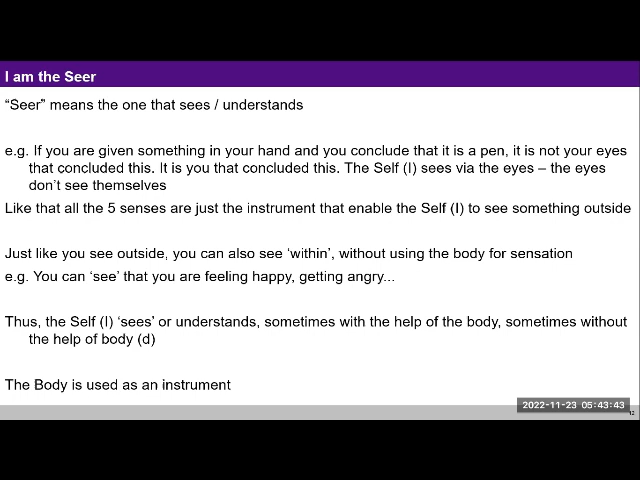 I am the Seer
“Seer” means the one that sees / understands
e.g. If you are given something in your hand and you conclude that it is a pen, it is not your eyes
that concluded this. It is you that concluded this. The Self (I) sees via the eyes – the eyes
don’t see themselves
Like that all the 5 senses are just the instrument that enable the Self (I) to see something outside
Just like you see outside, you can also see ‘within’, without using the body for sensation
e.g. You can ‘see’ that you are feeling happy, getting angry...
Thus, the Self (I) ‘sees’ or understands, sometimes with the help of the body, sometimes without
the help of body (d)
The Body is used as an instrument
2022-11-23 05:43:43
12